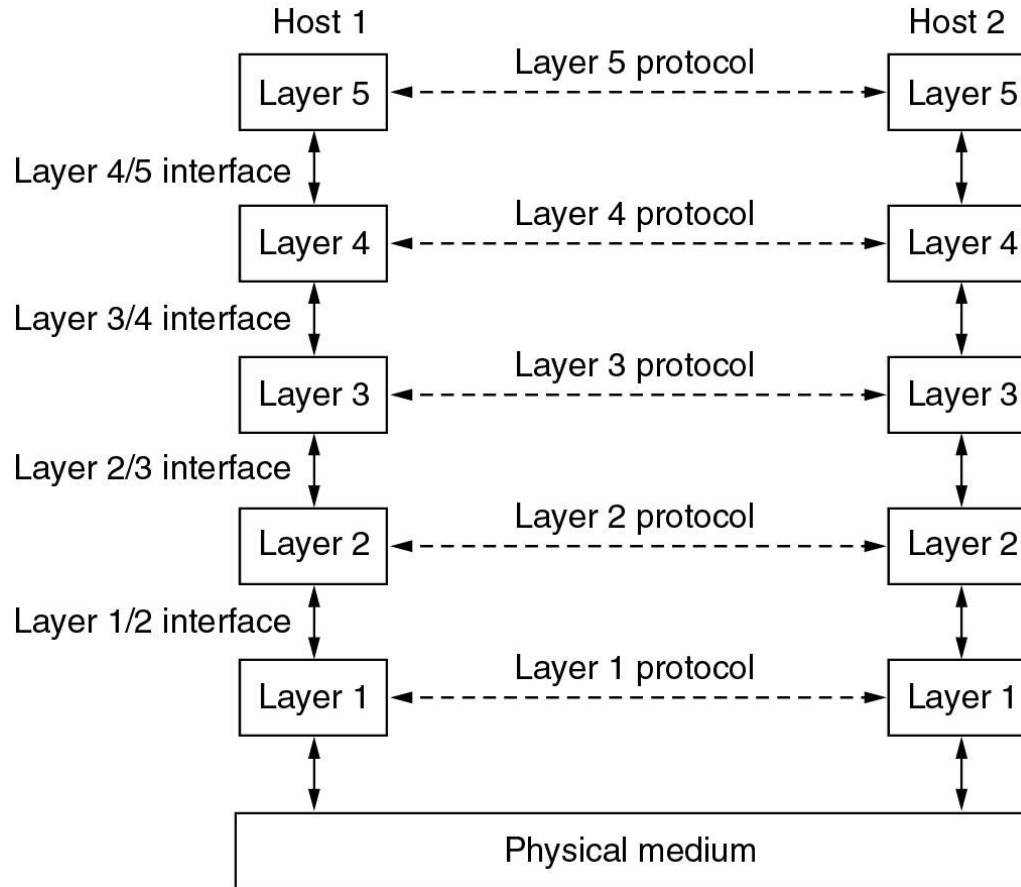 Host 1
Host 2
Layer 5
Layer 5 protocol
Layer 5
Layer 4/5 interface
Layer 4
Layer 4 protocol
Layer 4
Layer 3/4 interface
Layer 3
Layer 3 protocol
Layer 3
Layer 2/3 interface
Layer 2
Layer 2 protocol
Layer 2
Layer 1/2 interface
Layer 1
Layer 1 protocol
Layer 1
Physical medium